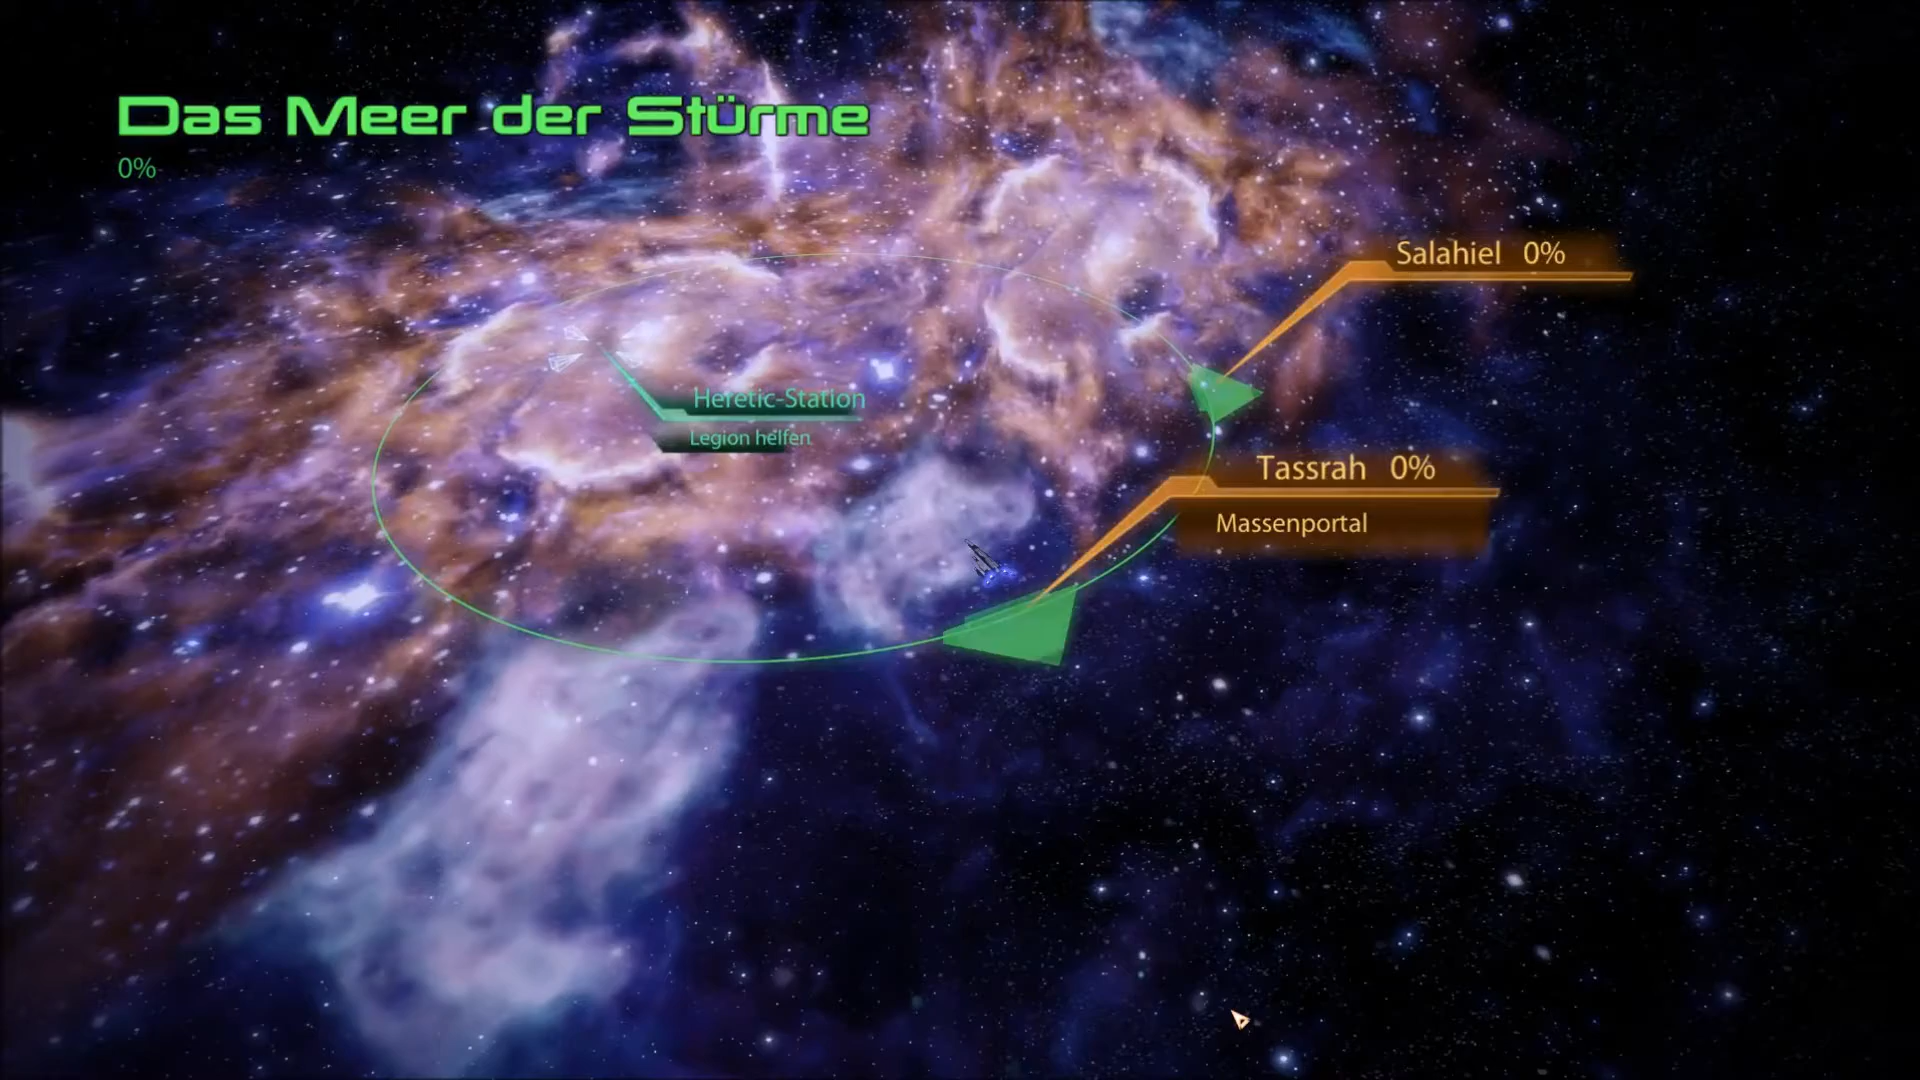 Das Meer der Stürme
0%
Salahiel 0%
Heretic-Station
Legion helfen
Tassrah 0%
Massenportal